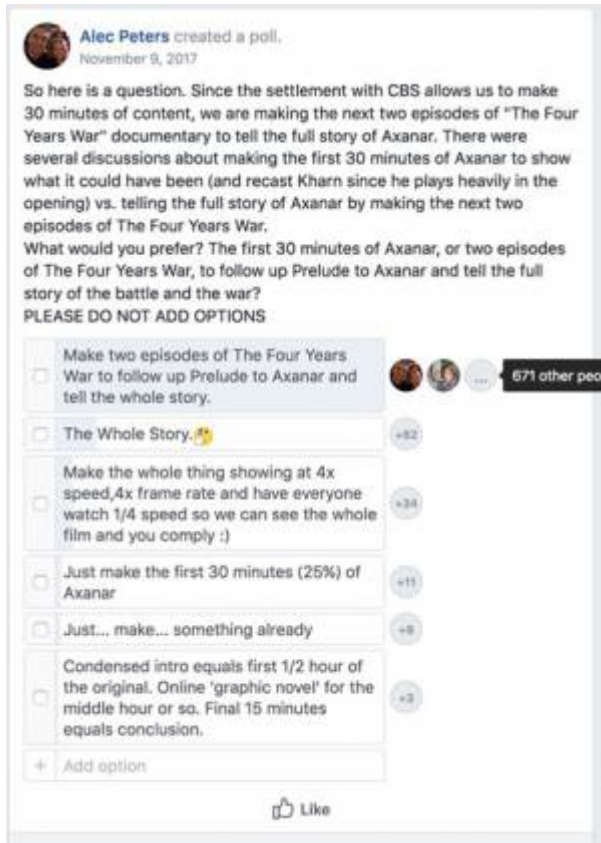 Alec Peters created a poll.
November 9, 2017
So here is a question. Since the settlement with CBS allows us to make
30 minutes of content, we are making the next two episodes of "The Four
Years War" documentary to tell the full story of Axanar. There were
several discussions about making the first 30 minutes of Axanar to show
what it could have been (and recast Kharn since he plays heavily in the
opening) vs. telling the full story of Axanar by making the next two
episodes of The Four Years War.
What would you prefer? The first 30 minutes of Axanar, or two episodes
of The Four Years War, to follow up Prelude to Axanar and tell the full
story of the battle and the war?
PLEASE DO NOT ADD OPTIONS
Make two episodes of The Four Years
War to follow up Prelude to Axanar and
tell the whole story.
...
671 other peo
The Whole Story.🤔
+82
Make the whole thing showing at 4x
speed,4x frame rate and have everyone
watch 1/4 speed so we can see the whole
film and you comply :)
+34
Just make the first 30 minutes (25%) of
Axanar
+11
Just... make... something already
Condensed intro equals first 1/2 hour of
the original. Online 'graphic novel' for the
middle hour or so. Final 15 minutes
equals conclusion.
+3
+ Add option
Like